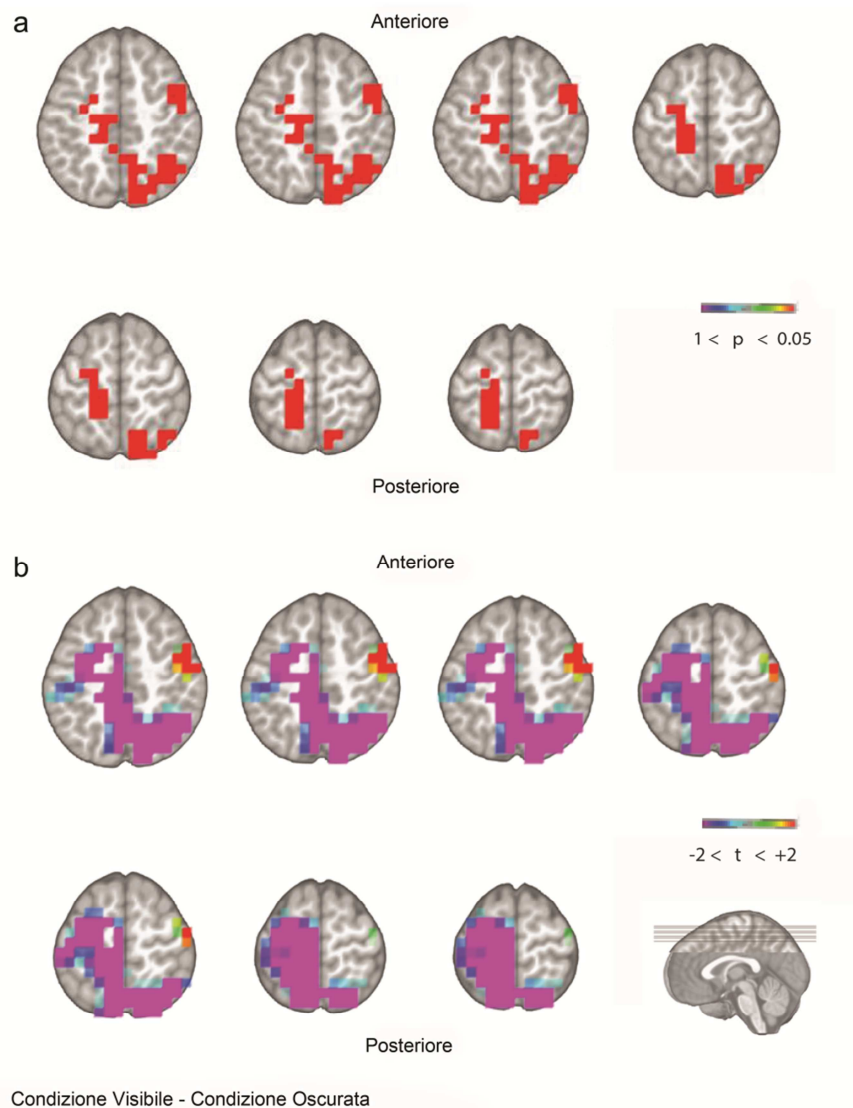 a
Anteriore
1 < p < 0.05
Posteriore
b
Anteriore
-2 < t < +2
Posteriore
Condizione Visibile - Condizione Oscurata